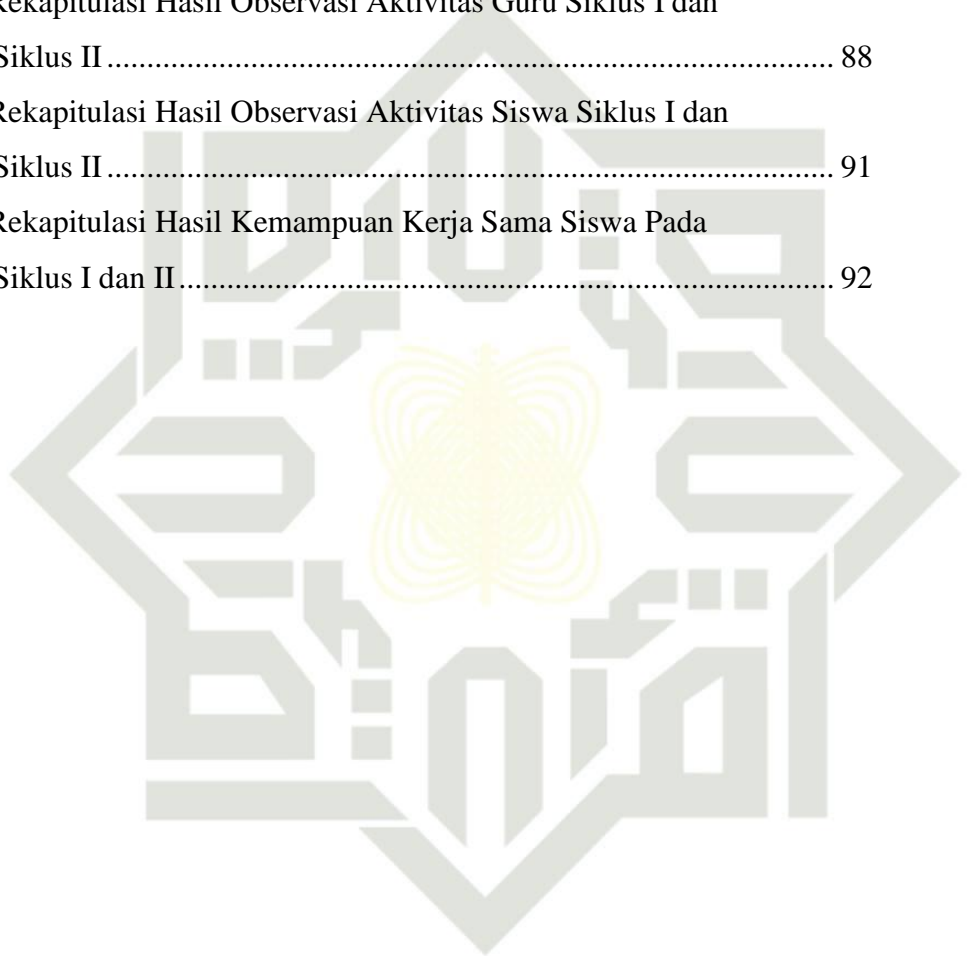 Rekapitulasi Hasil Observasi Aktivitas Guru Siklus I dan
Siklus II ........................................................................................ 88
Rekapitulasi Hasil Observasi Aktivitas Siswa Siklus I dan
Siklus II ........................................................................................ 91
Rekapitulasi Hasil Kemampuan Kerja Sama Siswa Pada
Siklus I dan II ............................................................................... 92